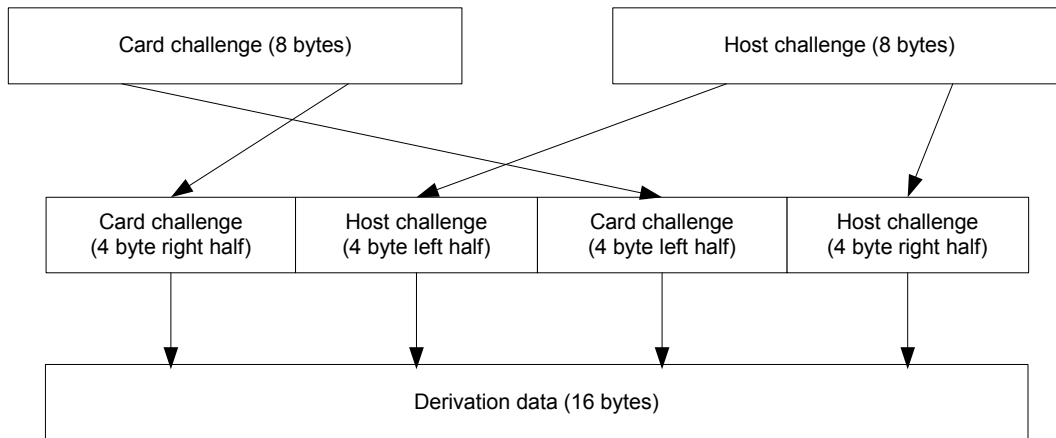 Card challenge (8 bytes)
Host challenge (8 bytes)
Card challenge
(4 byte right half)
Host challenge
(4 byte left half)
Card challenge
(4 byte left half)
Host challenge
(4 byte right half)
Derivation data (16 bytes)